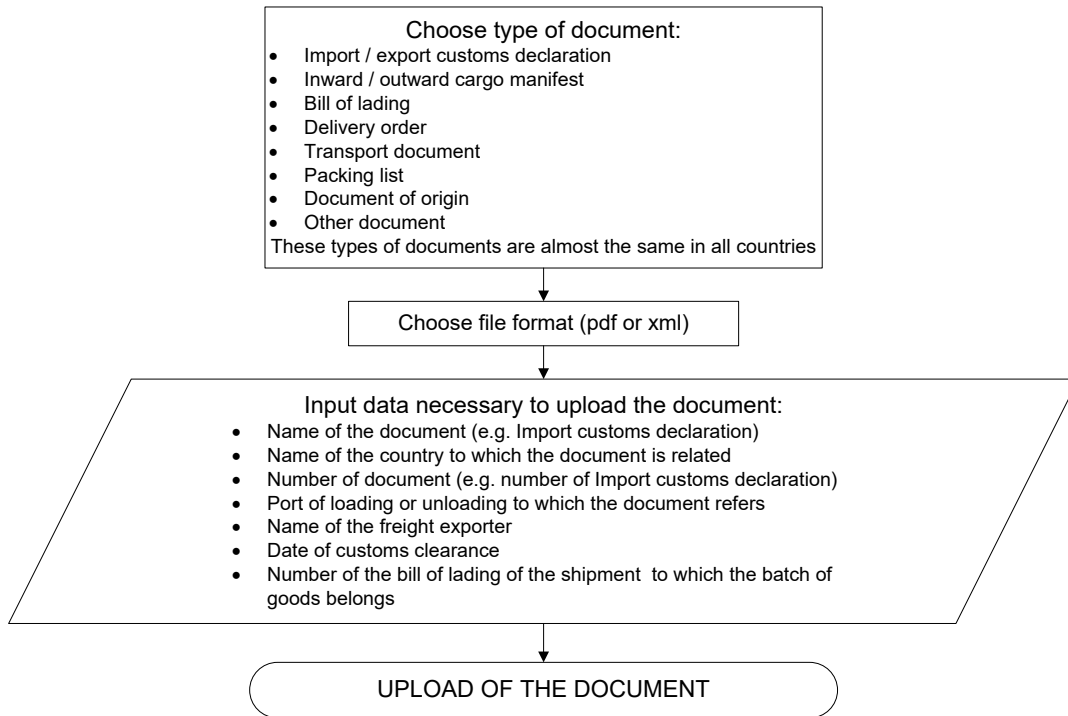 Choose type of document:
• Import / export customs declaration
• Inward / outward cargo manifest
• Bill of lading
• Delivery order
• Transport document
• Packing list
• Document of origin
• Other document
These types of documents are almost the same in all countries
Choose file format (pdf or xml)
Input data necessary to upload the document:
• Name of the document (e.g. Import customs declaration)
• Name of the country to which the document is related
• Number of document (e.g. number of Import customs declaration)
• Port of loading or unloading to which the document refers
• Name of the freight exporter
• Date of customs clearance
• Number of the bill of lading of the shipment to which the batch of
goods belongs
UPLOAD OF THE DOCUMENT